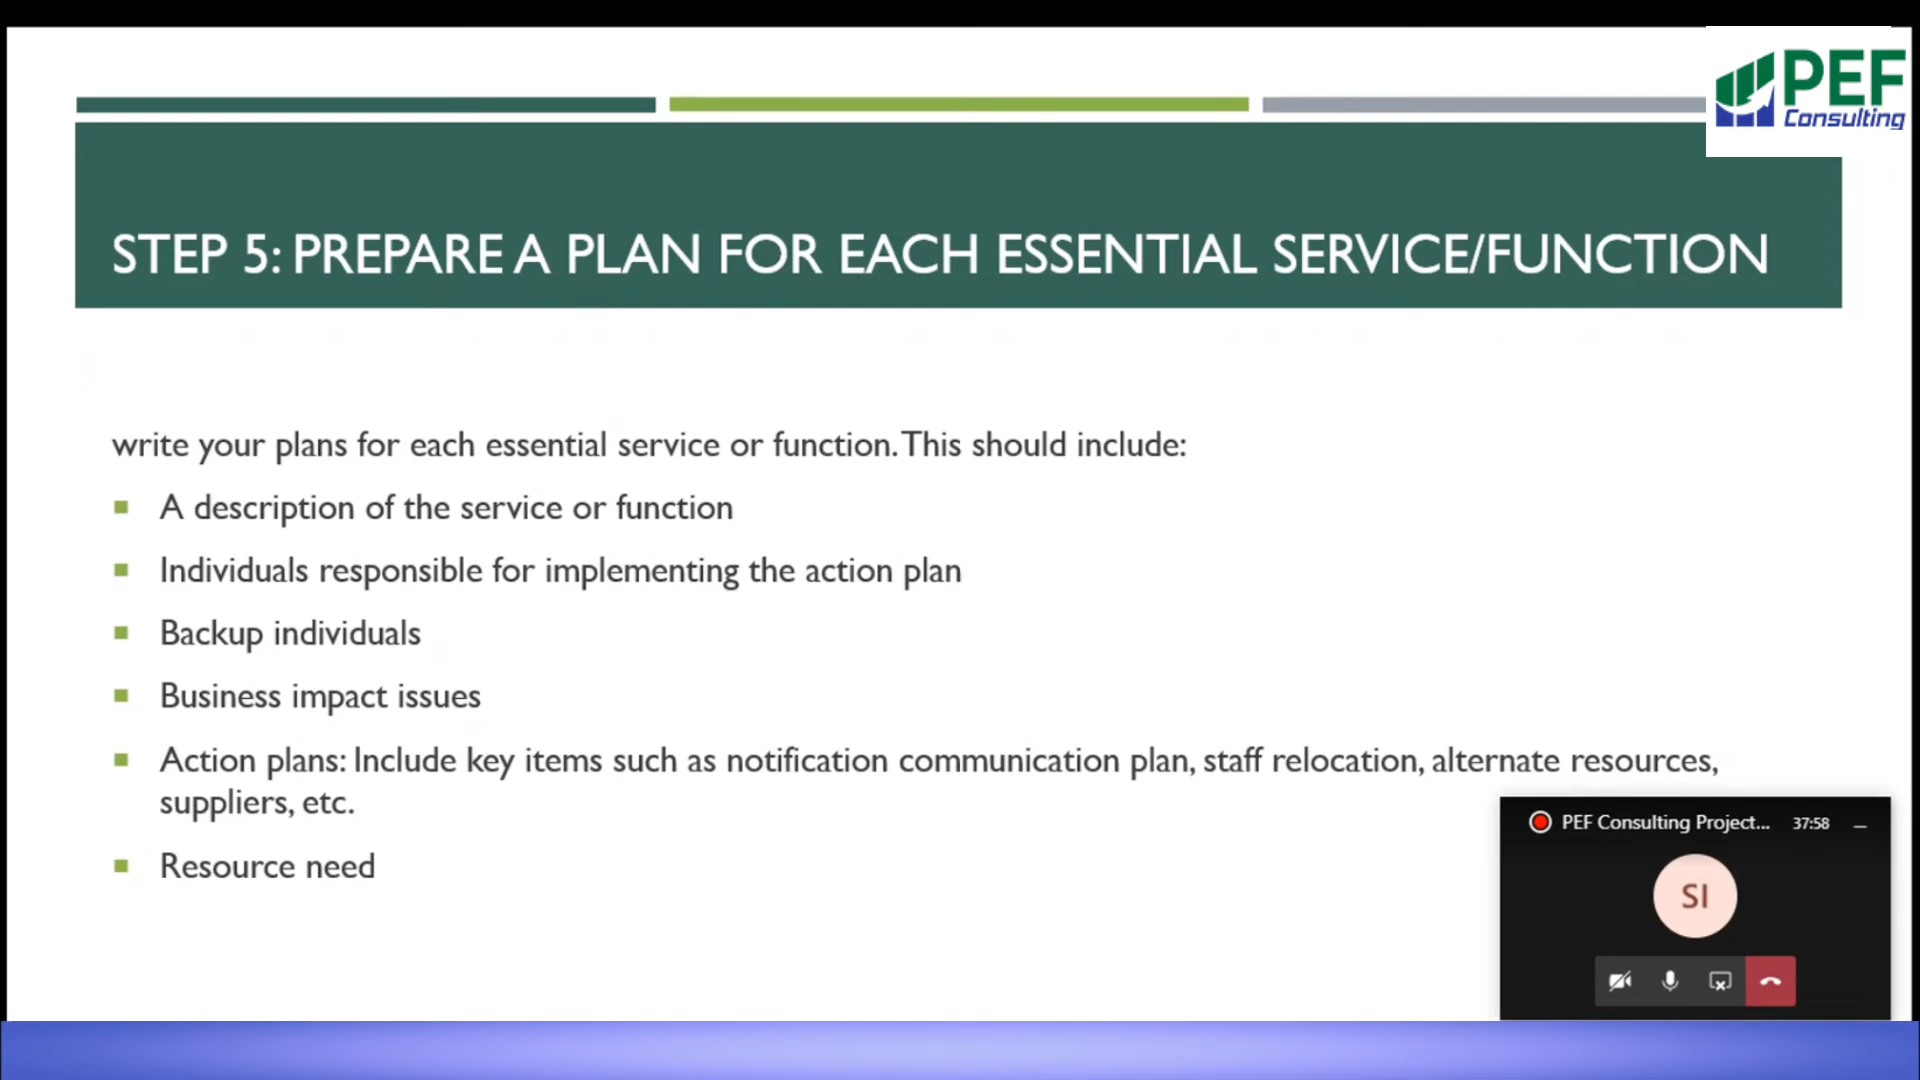 PEF
Consulting
STEP 5: PREPARE A PLAN FOR EACH ESSENTIAL SERVICE/FUNCTION
write your plans for each essential service or function. This should include:
A description of the service or function
Individuals responsible for implementing the action plan
Backup individuals
Business impact issues
Action plans: Include key items such as notification communication plan, staff relocation, alternate resources,
suppliers, etc.
Resource need
PEF Consulting Project... 37:58
SI